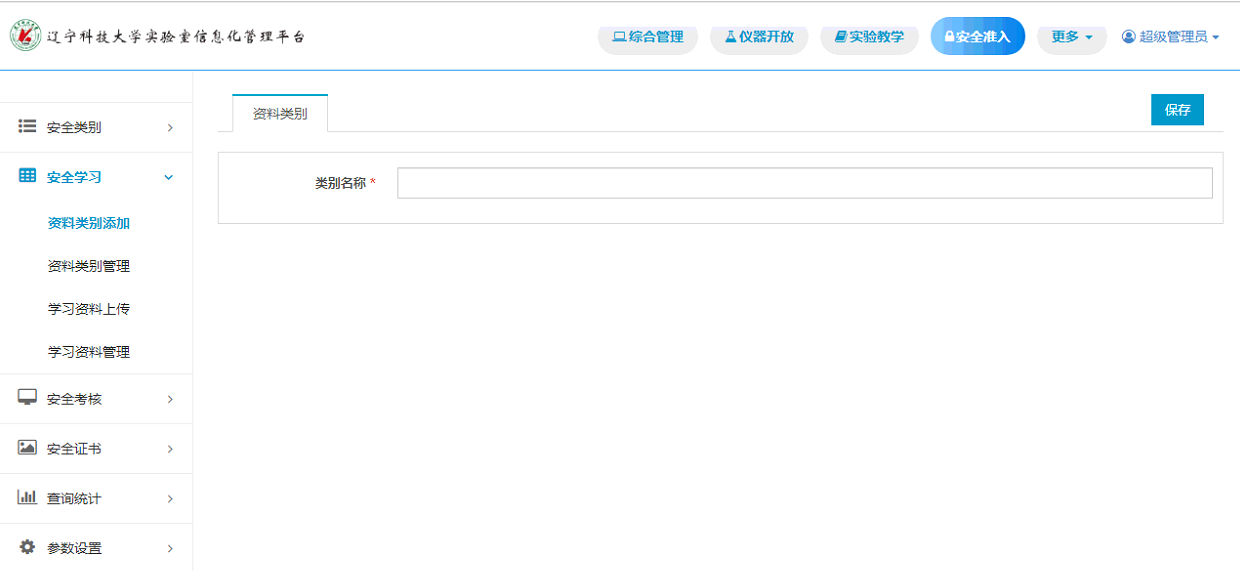 辽宁科技大学实验室信息化管理平台
综合管理
仪器开放
实验教学
安全准入
更多
超级管理员
安全类别
安全学习
资料类别添加
资料类别管理
学习资料上传
学习资料管理
安全考核
安全证书
查询统计
参数设置
资料类别
保存
类别名称 *